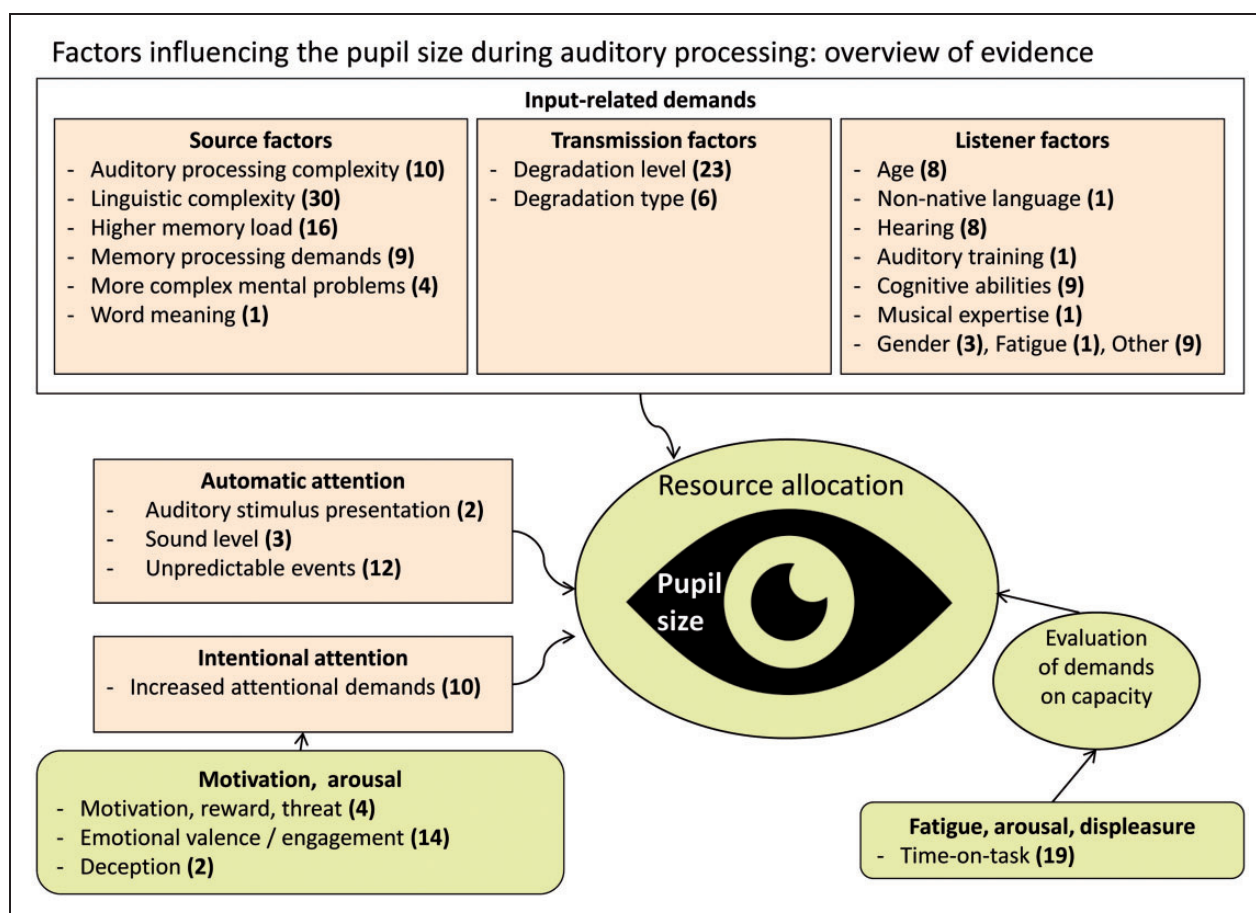 Factors influencing the pupil size during auditory processing: overview of evidence
Input-related demands
Source factors
- Auditory processing complexity (10)
- Linguistic complexity (30)
- Higher memory load (16)
- Memory processing demands (9)
- More complex mental problems (4)
- Word meaning (1)
Transmission factors
- Degradation level (23)
- Degradation type (6)
Listener factors
- Age (8)
- Non-native language (1)
- Hearing (8)
- Auditory training (1)
- Cognitive abilities (9)
- Musical expertise (1)
- Gender (3), Fatigue (1), Other (9)
Automatic attention
- Auditory stimulus presentation (2)
- Sound level (3)
- Unpredictable events (12)
Intentional attention
- Increased attentional demands (10)
Motivation, arousal
- Motivation, reward, threat (4)
- Emotional valence / engagement (14)
- Deception (2)
Resource allocation
Pupil
size
Evaluation
of demands
on capacity
Fatigue, arousal, displeasure
- Time-on-task (19)